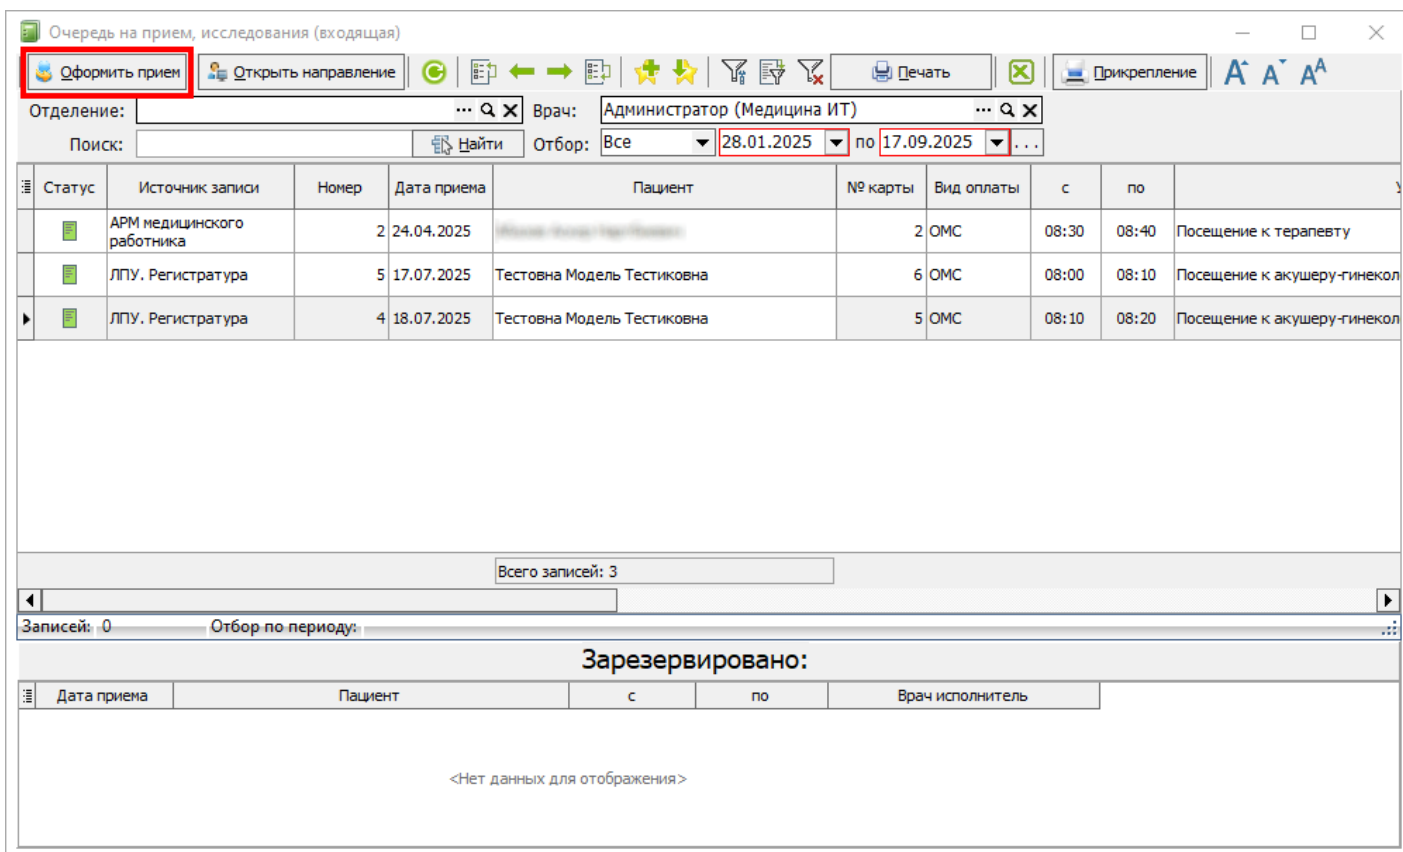 Очередь на прием, исследования (входящая)
Оформить прием Открыть направление Печать Прикрепление A A AA
Отделение: ... Врач: Администратор (Медицина ИТ) ...
Поиск: Найти Отбор: Все 28.01.2025 по 17.09.2025 ...
Статус Источник записи Номер Дата приема Пациент № карты Вид оплаты с по У
АРМ медицинского
работника 2 24.04.2025 2 ОМС 08:30 08:40 Посещение к терапевту
ЛПУ. Регистратура 5 17.07.2025 Тестовна Модель Тестиковна 6 ОМС 08:00 08:10 Посещение к акушеру-гинекол
ЛПУ. Регистратура 4 18.07.2025 Тестовна Модель Тестиковна 5 ОМС 08:10 08:20 Посещение к акушеру-гинекол
Всего записей: 3
Записей: 0 Отбор по периоду:
Зарезервировано:
Дата приема Пациент с по Врач исполнитель
<Нет данных для отображения>